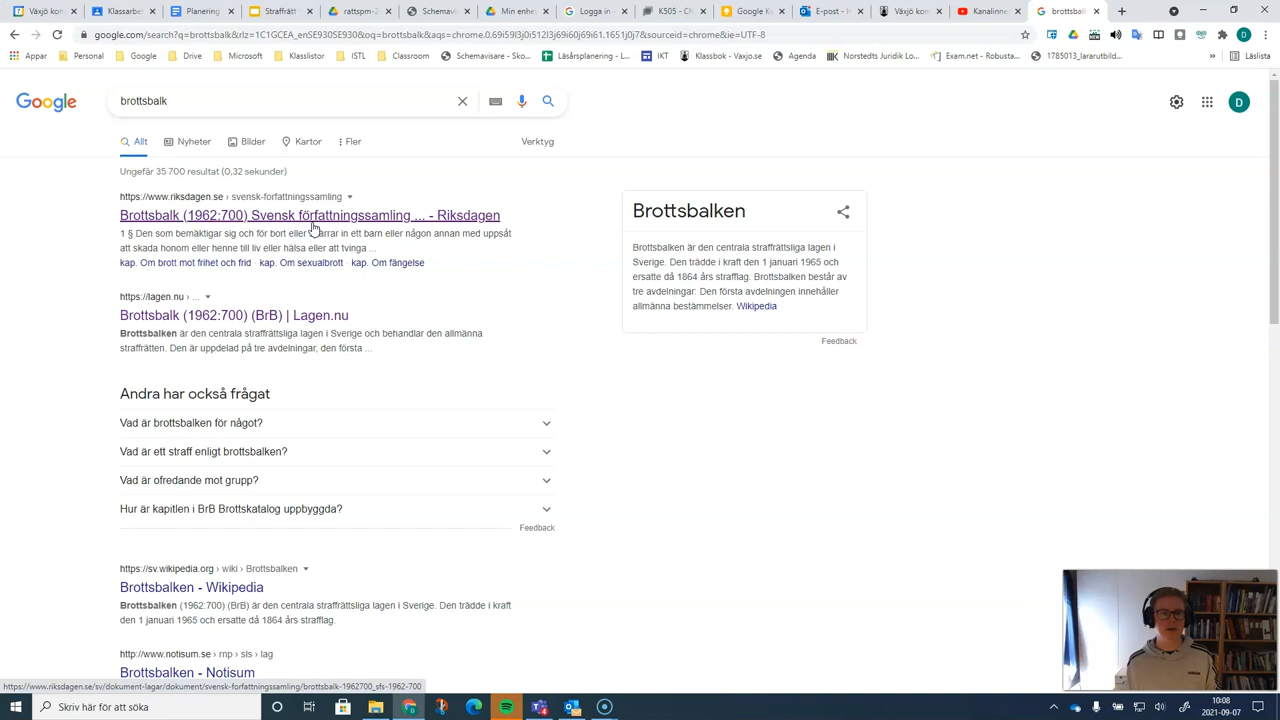 Växjö kom
Klassrum
Planering
Straffrätt
rattspm-2
Schemavi
Min enhe
Logga in
K505 - Ch
Google K
E-post - H
Växjö kom
Kanalinne
brottsbalk
google.com/search?q=brottsbalk&rlz=1C1GCEA_enSE930SE930&oq=brottsbalk&aqs=chrome.0.69i59l3j0i512l3j69i60j69i61.1651j0j7&sourceid=chrome&ie=UTF-8
Appar Personal Google Drive Microsoft Klasslistor ISTL Classroom Schemavisare - Sko... Läsårsplanering - L... IKT Klassbok - Vaxjo.se Agenda Norstedts Juridik Lo... Exam.net - Robusta... 1785013_lararutbild... » Läslista
Google
brottsbalk
D
Allt Nyheter Bilder Kartor Fler Verktyg
Ungefär 35 700 resultat (0,32 sekunder)
https://www.riksdagen.se › svensk-forfattningssamling
Brottsbalk (1962:700) Svensk författningssamling ... - Riksdagen
1 § Den som bemäktigar sig och för bort eller spärrar in ett barn eller någon annan med uppsåt
att skada honom eller henne till liv eller hälsa eller att tvinga ...
kap. Om brott mot frihet och frid · kap. Om sexualbrott · kap. Om fängelse
https://lagen.nu › ...
Brottsbalk (1962:700) (BrB) | Lagen.nu
Brottsbalken är den centrala straffrättsliga lagen i Sverige och behandlar den allmänna
straffrätten. Den är uppdelad på tre avdelningar, den första ...
Andra har också frågat
Vad är brottsbalken för något?
Vad är ett straff enligt brottsbalken?
Vad är ofredande mot grupp?
Hur är kapitlen i BrB Brottskatalog uppbyggda?
Feedback
https://sv.wikipedia.org › wiki › Brottsbalken
Brottsbalken - Wikipedia
Brottsbalken (1962:700) (BrB) är den centrala straffrättsliga lagen i Sverige. Den trädde i kraft
den 1 januari 1965 och ersatte då 1864 års strafflag.
http://www.notisum.se › rnp › sls › lag
Brottsbalken - Notisum
Brottsbalken
Brottsbalken är den centrala straffrättsliga lagen i
Sverige. Den trädde i kraft den 1 januari 1965 och
ersatte då 1864 års strafflag. Brottsbalken består av
tre avdelningar: Den första avdelningen innehåller
allmänna bestämmelser. Wikipedia
Feedback
https://www.riksdagen.se/sv/dokument-lagar/dokument/svensk-forfattningssamling/brottsbalk-1962700_sfs-1962-700
Skriv här för att söka
10:08
2021-09-07